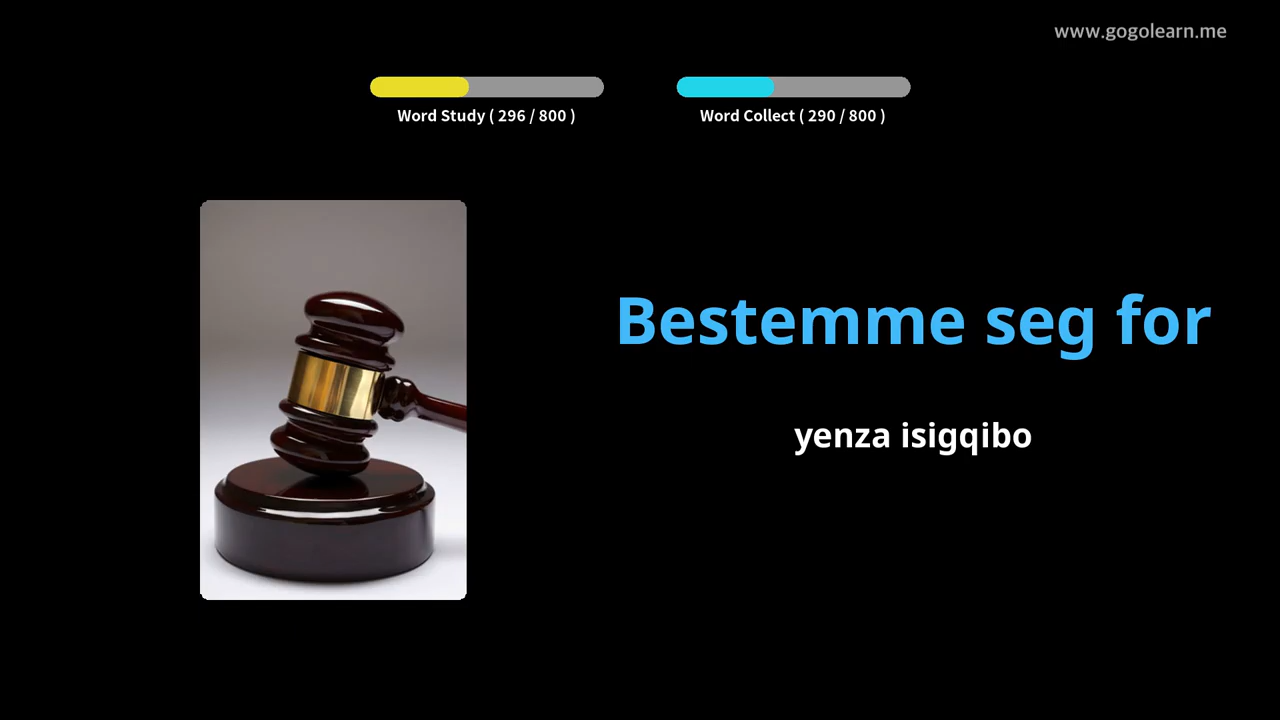 www.gogolearn.me
Word Study ( 296 / 800 )
Word Collect ( 290 / 800 )
Bestemme seg for
yenza isigqibo